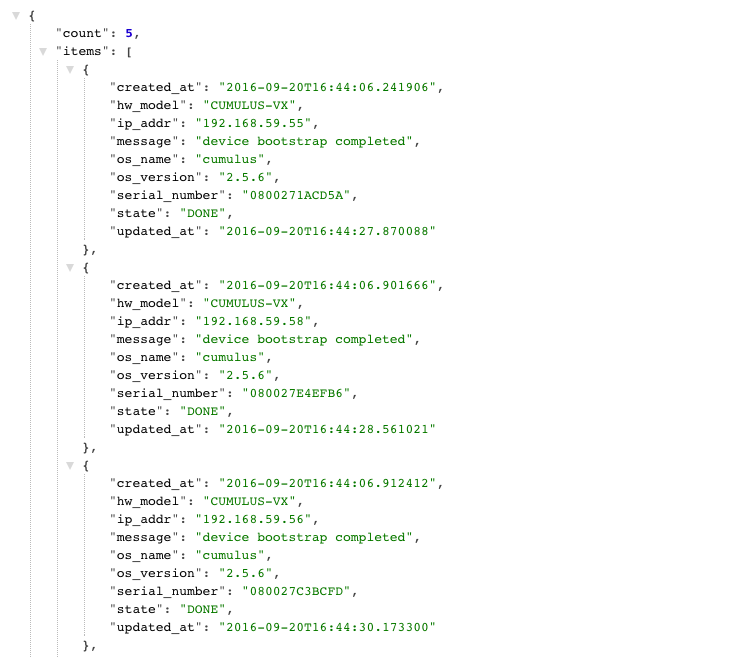 {
"count": 5,
"items": [
{
"created_at": "2016-09-20T16:44:06.241906",
"hw_model": "CUMULUS-VX",
"ip_addr": "192.168.59.55",
"message": "device bootstrap completed",
"os_name": "cumulus",
"os_version": "2.5.6",
"serial_number": "0800271ACD5A",
"state": "DONE",
"updated_at": "2016-09-20T16:44:27.870088"
},
{
"created_at": "2016-09-20T16:44:06.901666",
"hw_model": "CUMULUS-VX",
"ip_addr": "192.168.59.58",
"message": "device bootstrap completed",
"os_name": "cumulus",
"os_version": "2.5.6",
"serial_number": "080027E4EFB6",
"state": "DONE",
"updated_at": "2016-09-20T16:44:28.561021"
},
{
"created_at": "2016-09-20T16:44:06.912412",
"hw_model": "CUMULUS-VX",
"ip_addr": "192.168.59.56",
"message": "device bootstrap completed",
"os_name": "cumulus",
"os_version": "2.5.6",
"serial_number": "080027C3BCFD",
"state": "DONE",
"updated_at": "2016-09-20T16:44:30.173300"
},